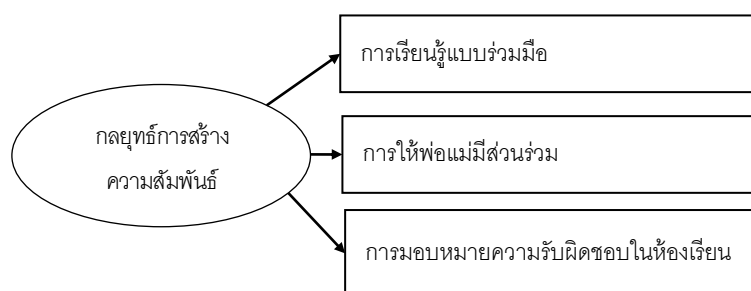 การเรียนรู้แบบร่วมมือ
กลยุทธ์การสร้าง
ความสัมพันธ์
การให้พ่อแม่มีส่วนร่วม
การมอบหมายความรับผิดชอบในห้องเรียน